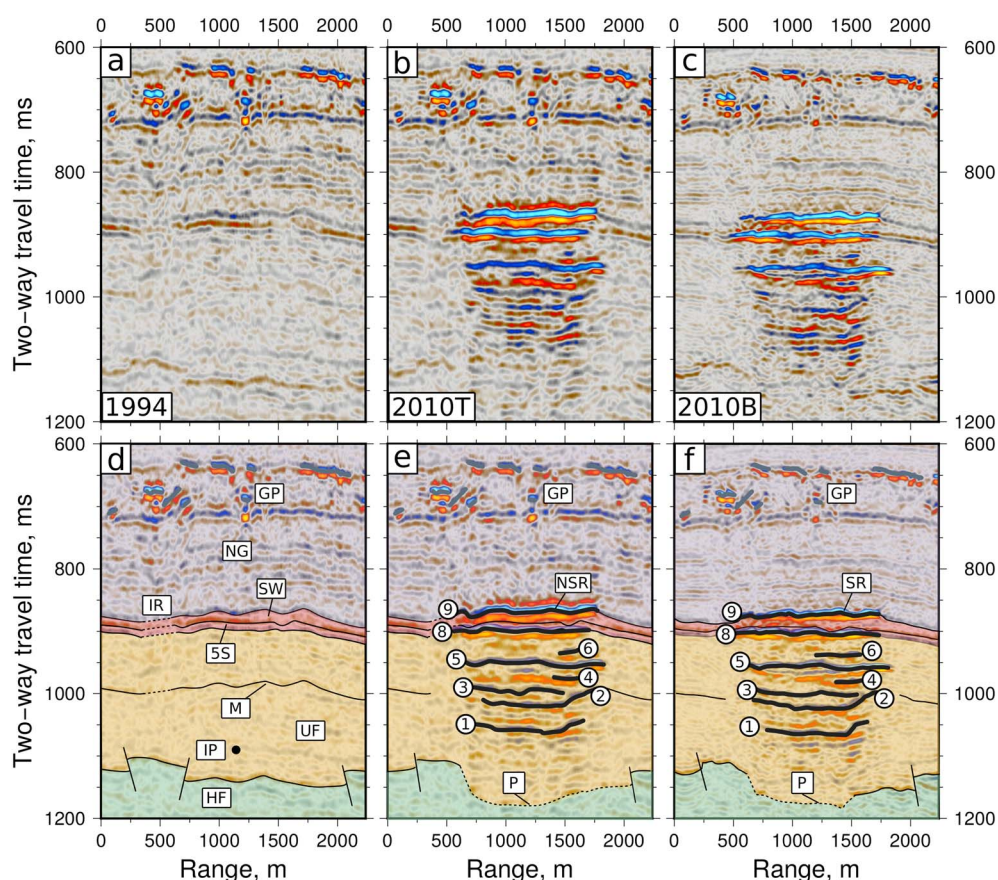 0 500 1000 1500 2000 0 500 1000 1500 2000 0 500 1000 1500 2000
600 a b c 600
800 800
Two-way travel time, ms
1000 1000
1994 2010T 2010B
1200 1200
600 d e f 600
GP GP GP
NG
800 800
Two-way travel time, ms
SW NSR SR
IR 9 9
8 8
5S 6 6
5 5
4 4
3 3
1000 M 2 2 1000
UF 1 1
IP
HF P P
1200 1200
0 500 1000 1500 2000 0 500 1000 1500 2000 0 500 1000 1500 2000
Range, m Range, m Range, m